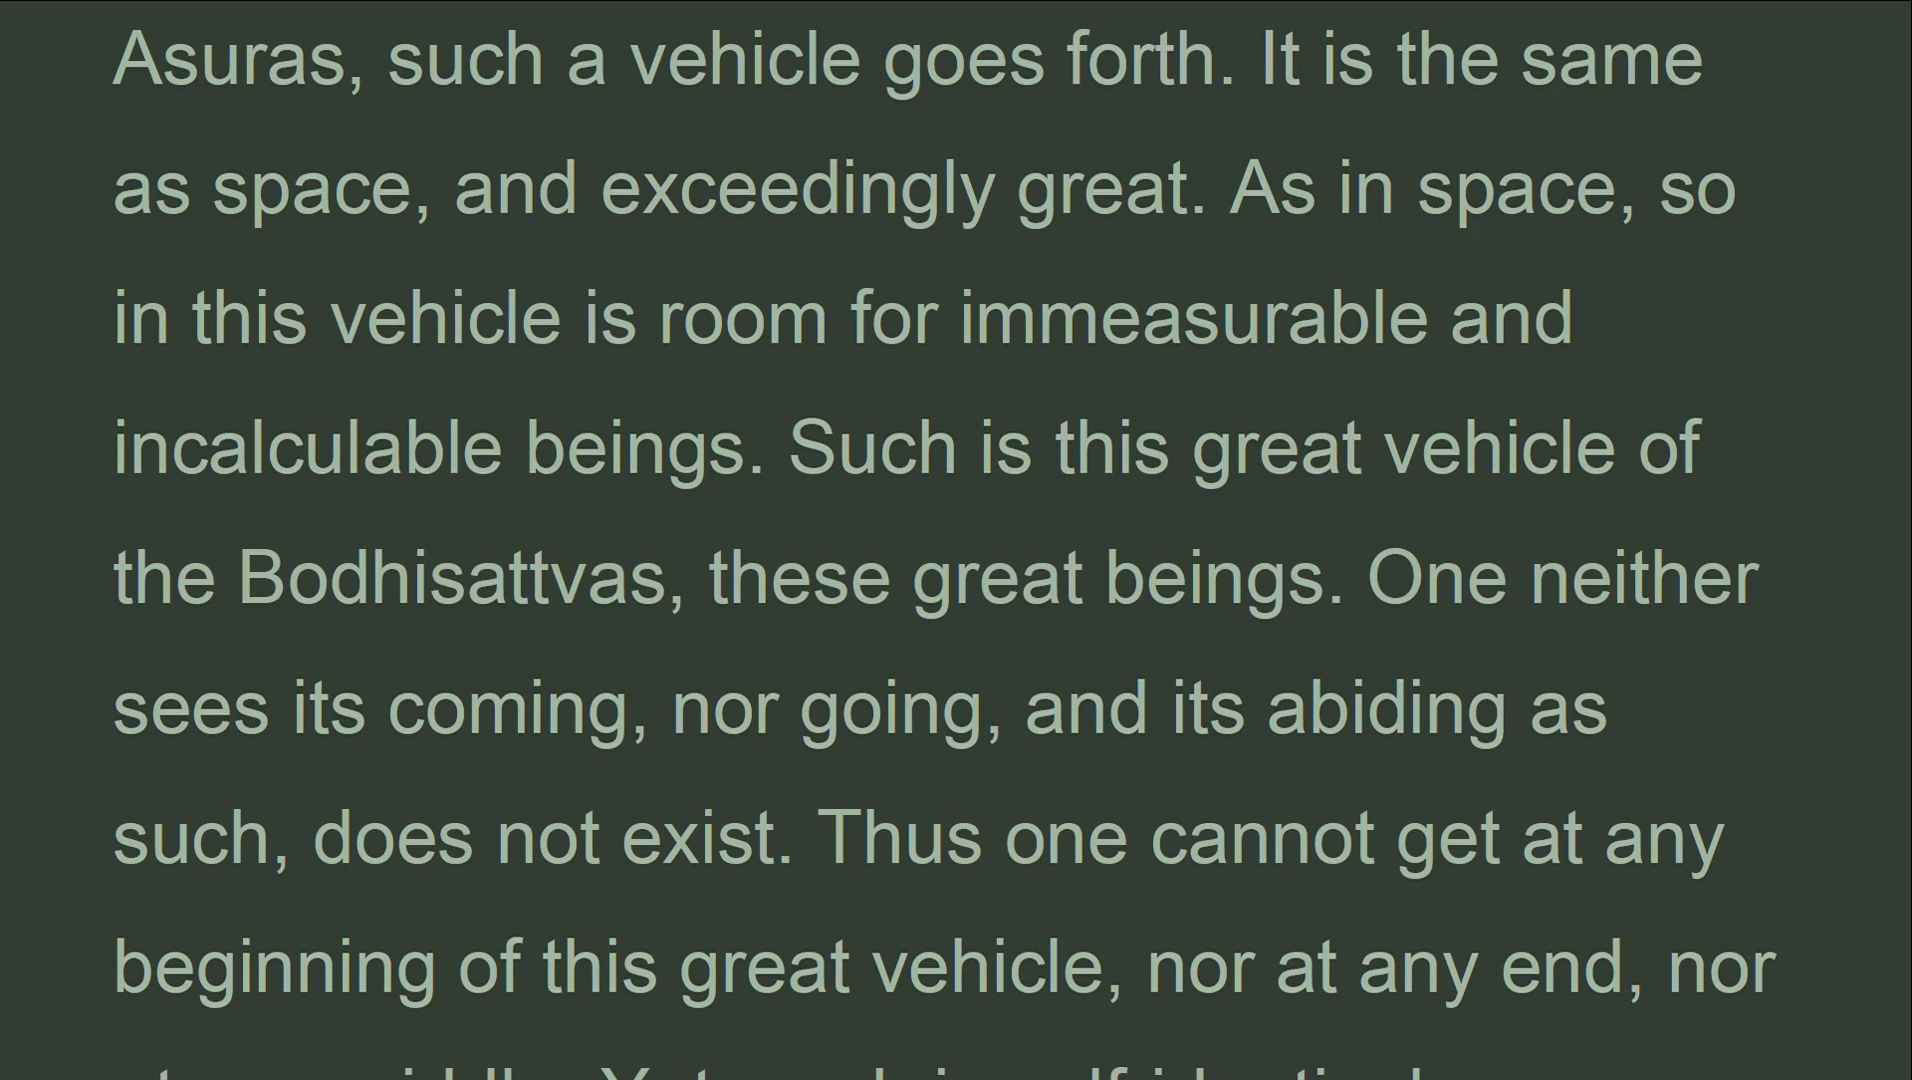 Asuras, such a vehicle goes forth. It is the same
as space, and exceedingly great. As in space, so
in this vehicle is room for immeasurable and
incalculable beings. Such is this great vehicle of
the Bodhisattvas, these great beings. One neither
sees its coming, nor going, and its abiding as
such, does not exist. Thus one cannot get at any
beginning of this great vehicle, nor at any end, nor